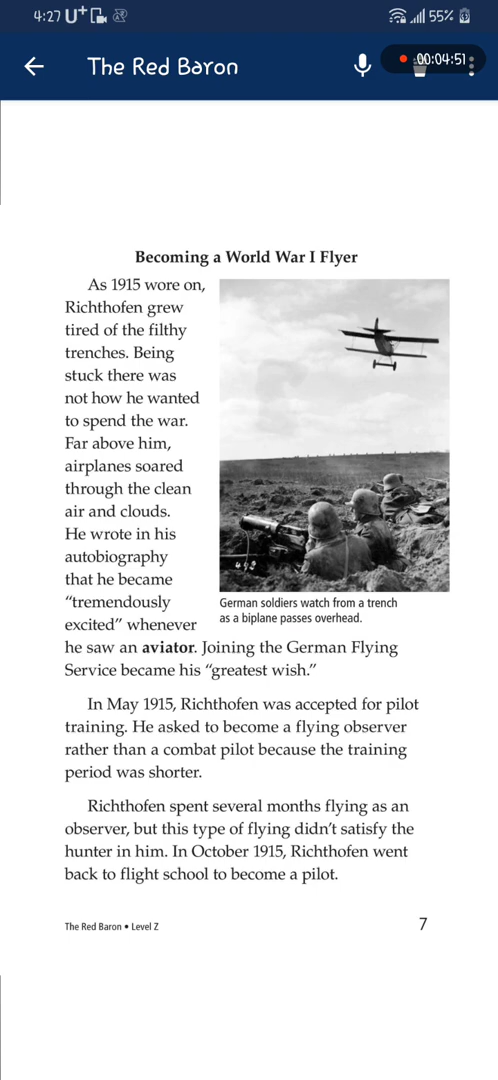 4:27 U+ 55%
The Red Baron 00:04:51
Becoming a World War I Flyer
As 1915 wore on,
Richthofen grew
tired of the filthy
trenches. Being
stuck there was
not how he wanted
to spend the war.
Far above him,
airplanes soared
through the clean
air and clouds.
He wrote in his
autobiography
that he became
“tremendously
excited” whenever
he saw an aviator. Joining the German Flying
Service became his “greatest wish.”
German soldiers watch from a trench
as a biplane passes overhead.
In May 1915, Richthofen was accepted for pilot
training. He asked to become a flying observer
rather than a combat pilot because the training
period was shorter.
Richthofen spent several months flying as an
observer, but this type of flying didn’t satisfy the
hunter in him. In October 1915, Richthofen went
back to flight school to become a pilot.
The Red Baron • Level Z 7